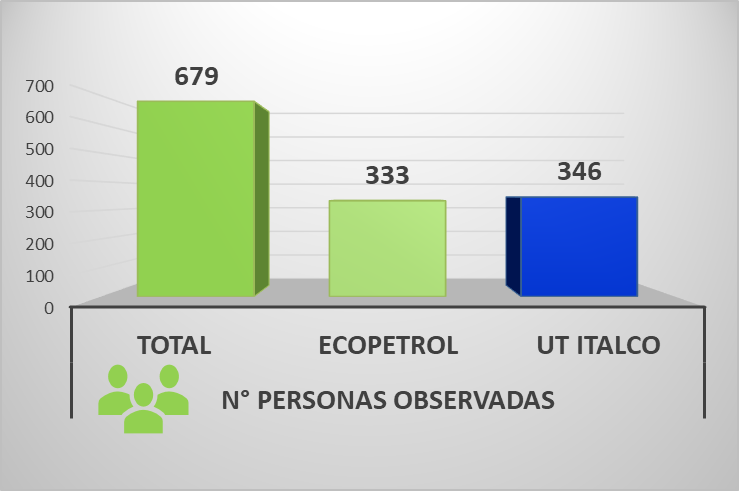 679
700
600
500
400
300
200
100
0
333
346
TOTAL
ECOPETROL
UT ITALCO
N° PERSONAS OBSERVADAS